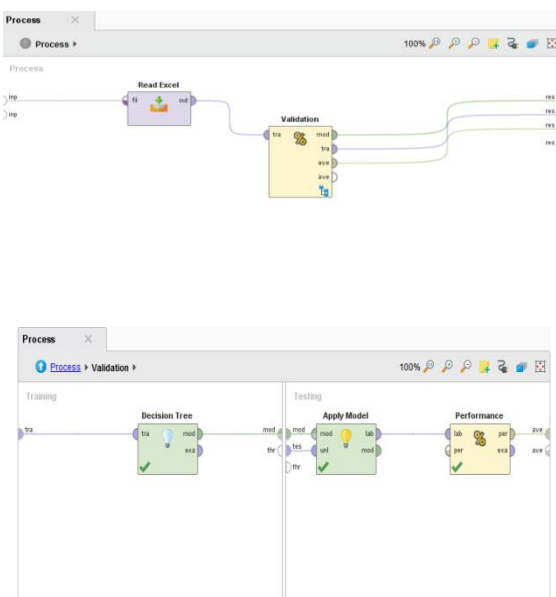 Process
Process
100%
Process
Read Excel
inp
fil
out
res
inp
res
Validation
tra
mod
res
tra
res
ave
ave
Process
Process
Validation
100%
Training
Testing
Decision Tree
Apply Model
Performance
tra
tra
mod
mod
mod
mod
lab
lab
per
ave
exa
thr
tes
unl
mod
per
exa
ave
thr